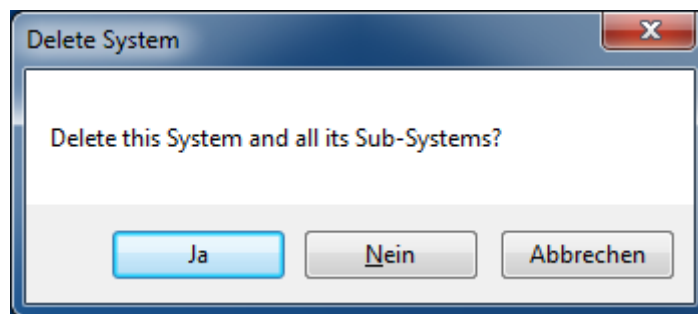 Delete System
Delete this System and all its Sub-Systems?
Ja Nein Abbrechen